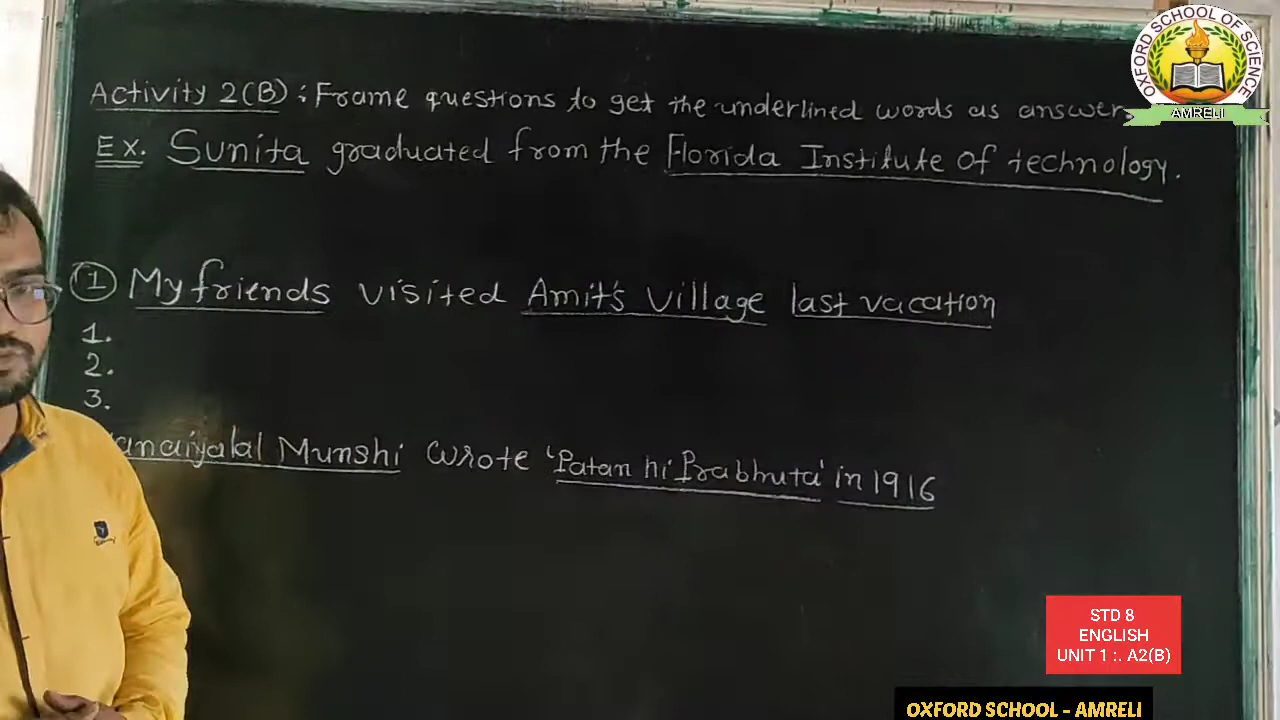 Activity 2(B) : Frame questions to get the underlined words as answer
Ex. Sunita graduated from the Florida Institute of technology.
① My friends visited Amit's village last vacation
1.
2.
3.
Munshi wrote 'Patan ni Prabhuta' in 1916
OXFORD SCHOOL OF SCIENCE
AMRELI
STD 8
ENGLISH
UNIT 1 :. A2(B)
OXFORD SCHOOL - AMRELI